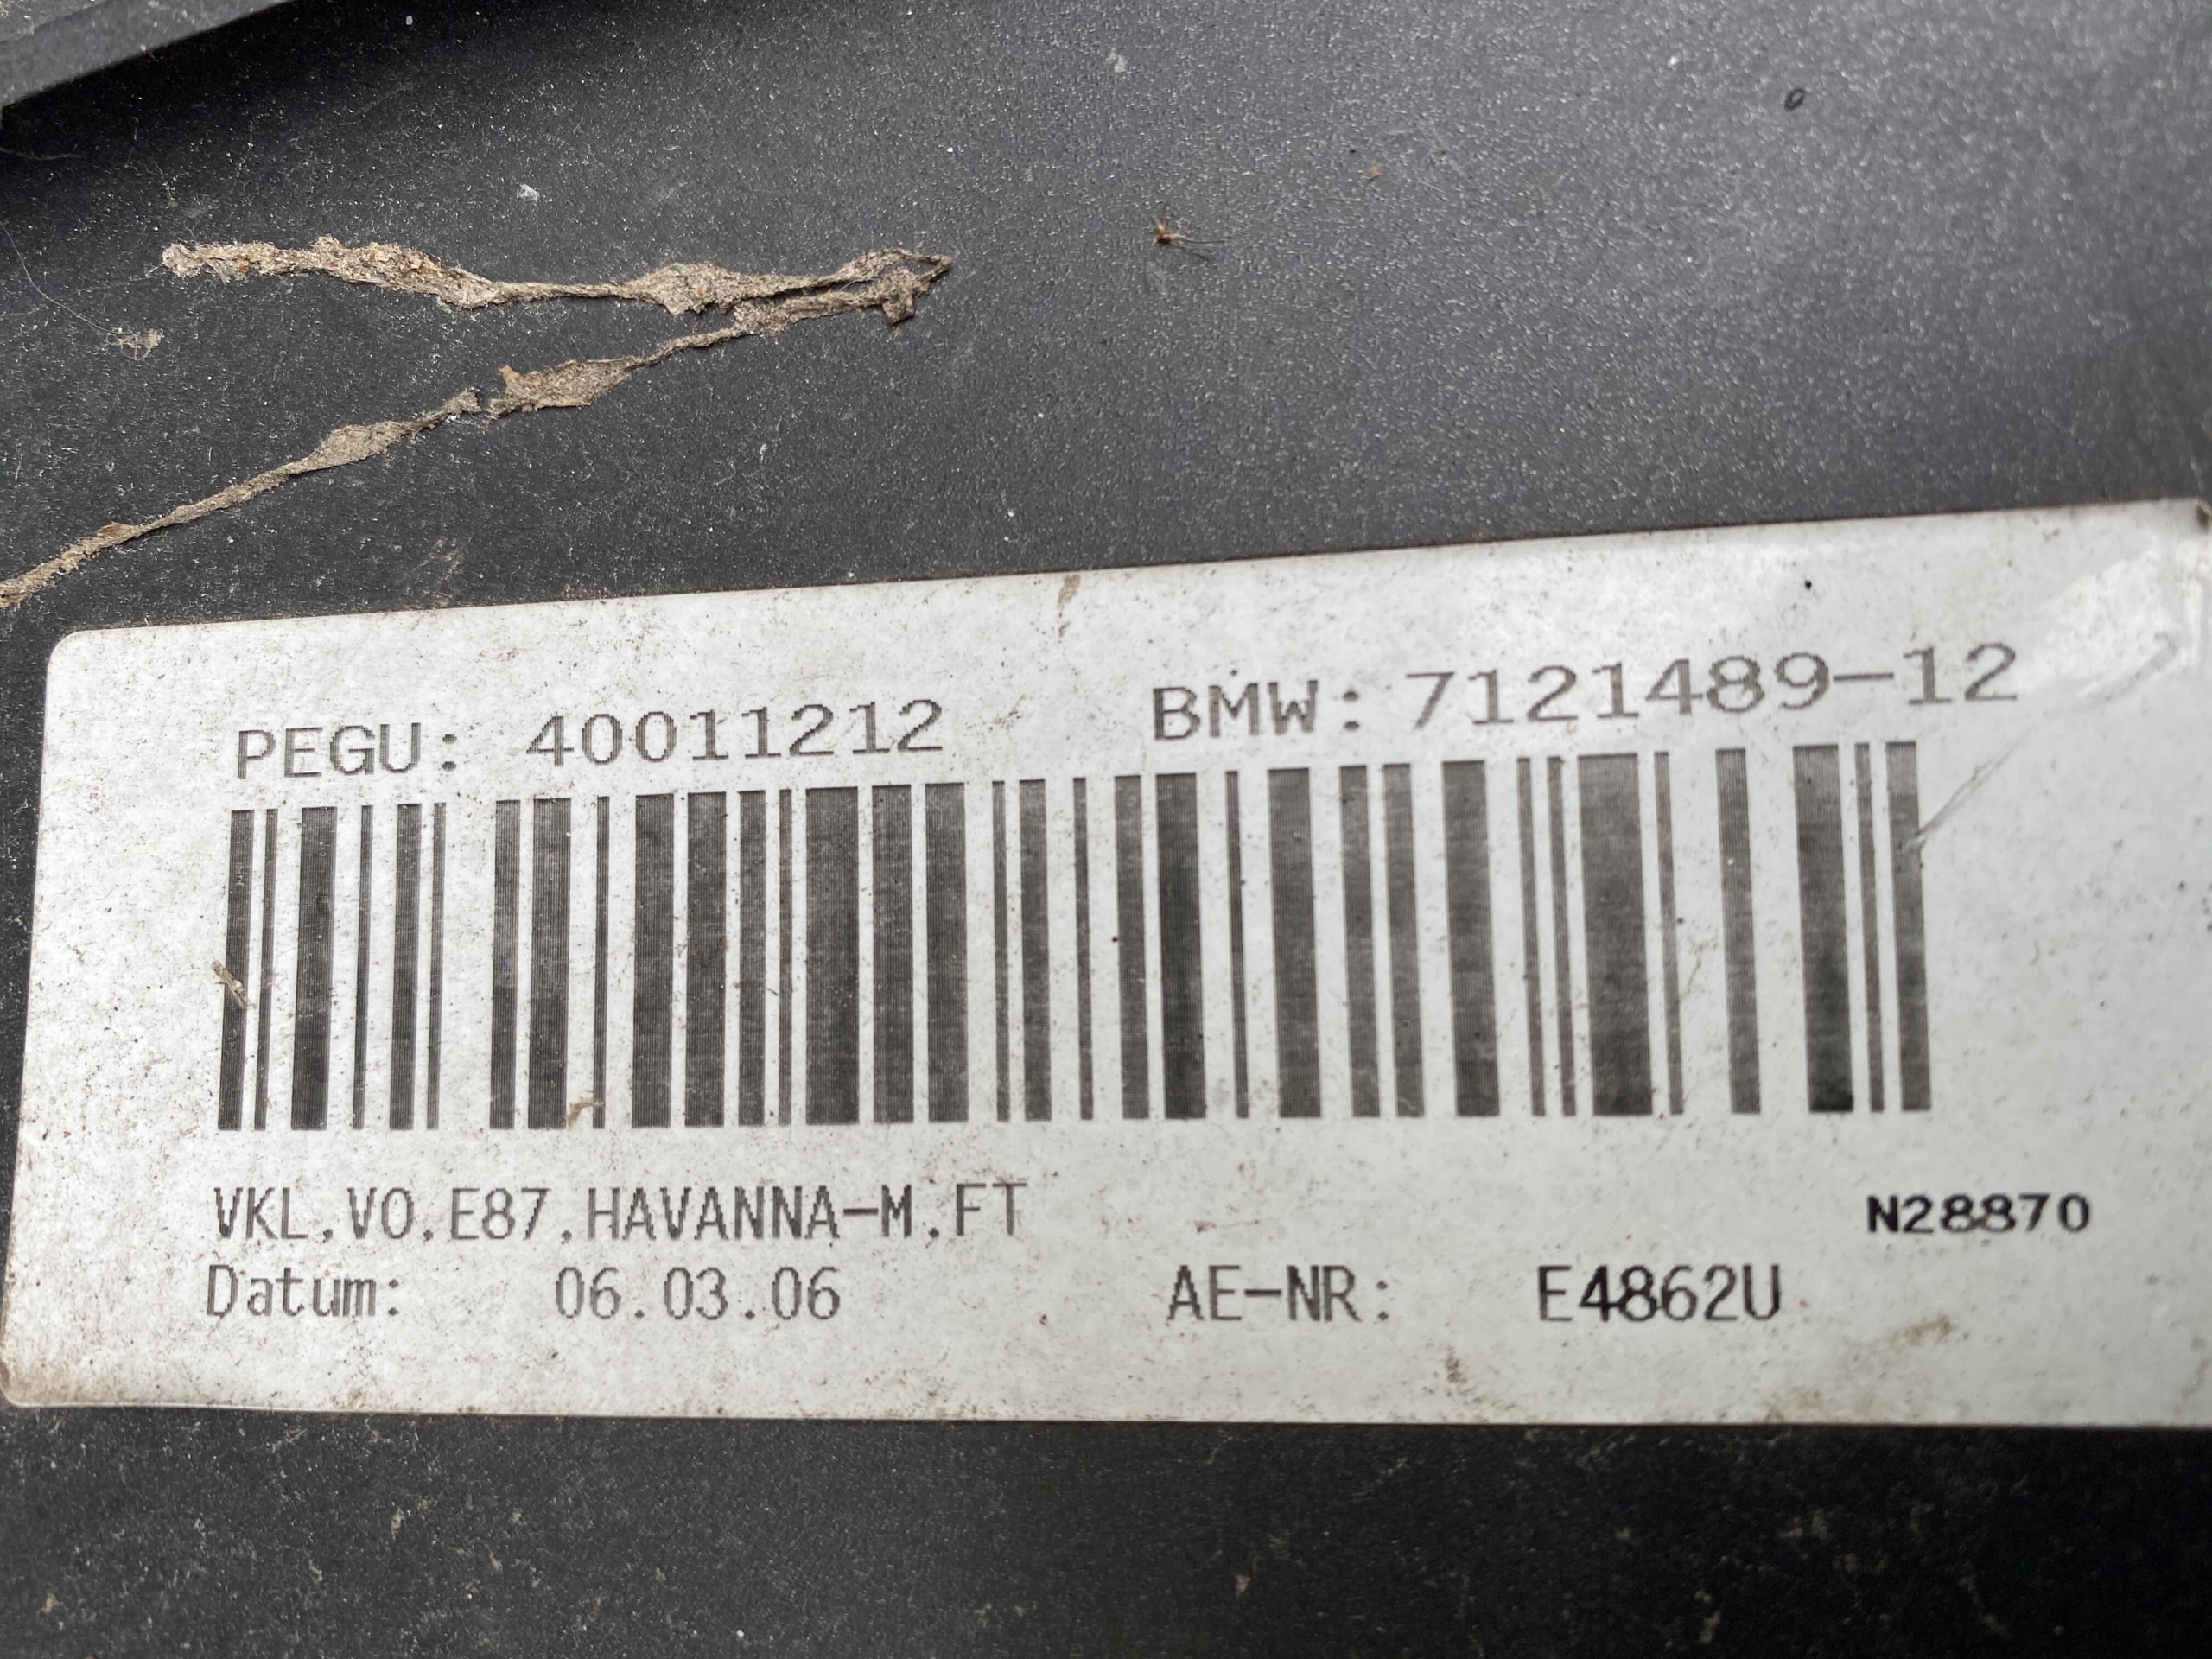 PEGU: 40011212 BMW: 7121489-12
VKL.VO.E87.HAVANNA-M.FT N28870
Datum: 06.03.06 AE-NR: E4862U